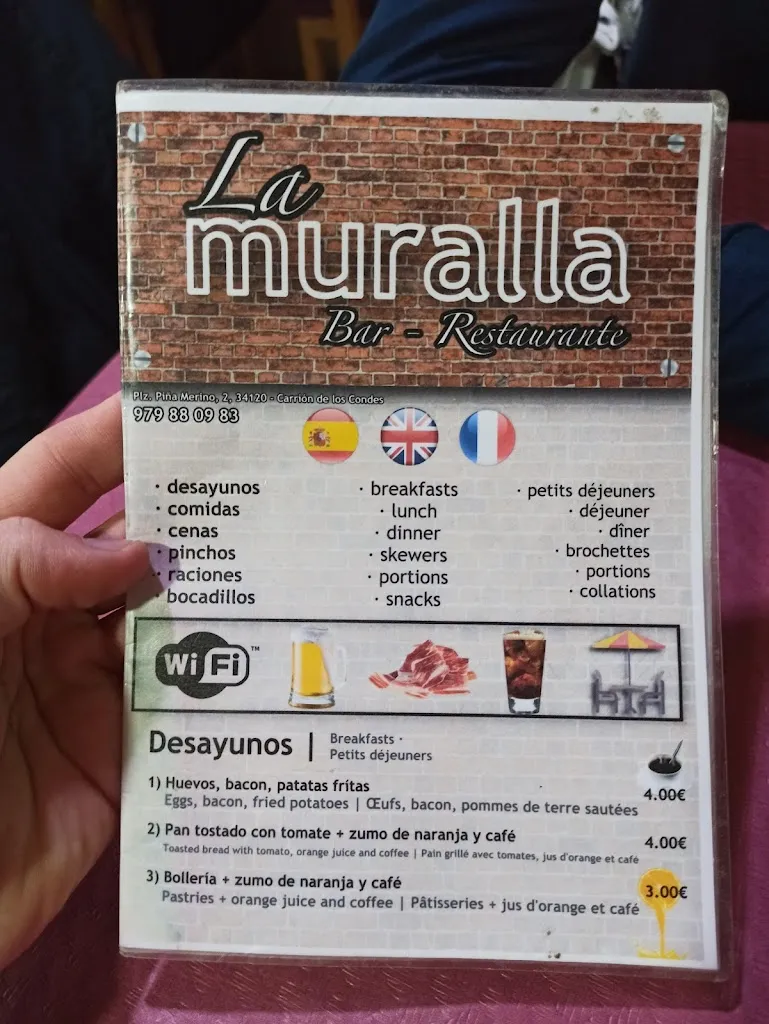 La
muralla
Bar - Restaurante
Plz. Piña Merino, 2, 34120 - Carrión de los Condes
979 88 09 83
· desayunos
· comidas
· cenas
· pinchos
· raciones
· bocadillos
· breakfasts
· lunch
· dinner
· skewers
· portions
· snacks
· petits déjeuners
· déjeuner
· dîner
· brochettes
· portions
· collations
Wi Fi ™
Desayunos | Breakfasts ·
Petits déjeuners
1) Huevos, bacon, patatas fritas
Eggs, bacon, fried potatoes | Œufs, bacon, pommes de terre sautées 4.00€
2) Pan tostado con tomate + zumo de naranja y café 4.00€
Toasted bread with tomato, orange juice and coffee | Pain grillé avec tomates, jus d'orange et café
3) Bollería + zumo de naranja y café 3.00€
Pastries + orange juice and coffee | Pâtisseries + jus d'orange et café